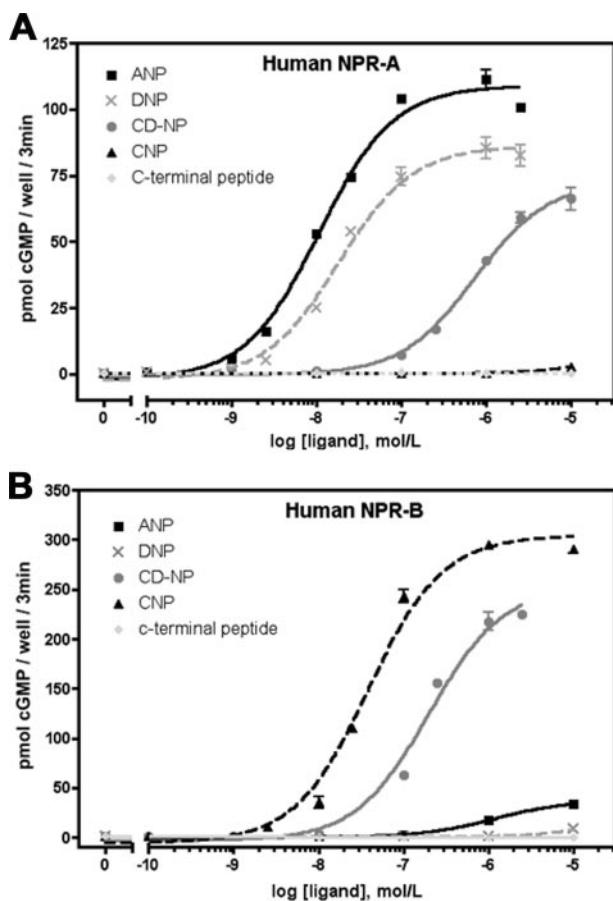 A
Human NPR-A
ANP
DNP
CD-NP
CNP
C-terminal peptide
pmol cGMP / well / 3min
125
100
75
50
25
0
0 -10 -9 -8 -7 -6 -5
log [ligand], mol/L
B
Human NPR-B
ANP
DNP
CD-NP
CNP
c-terminal peptide
pmol cGMP / well / 3min
350
300
250
200
150
100
50
0
0 -10 -9 -8 -7 -6 -5
log [ligand], mol/L